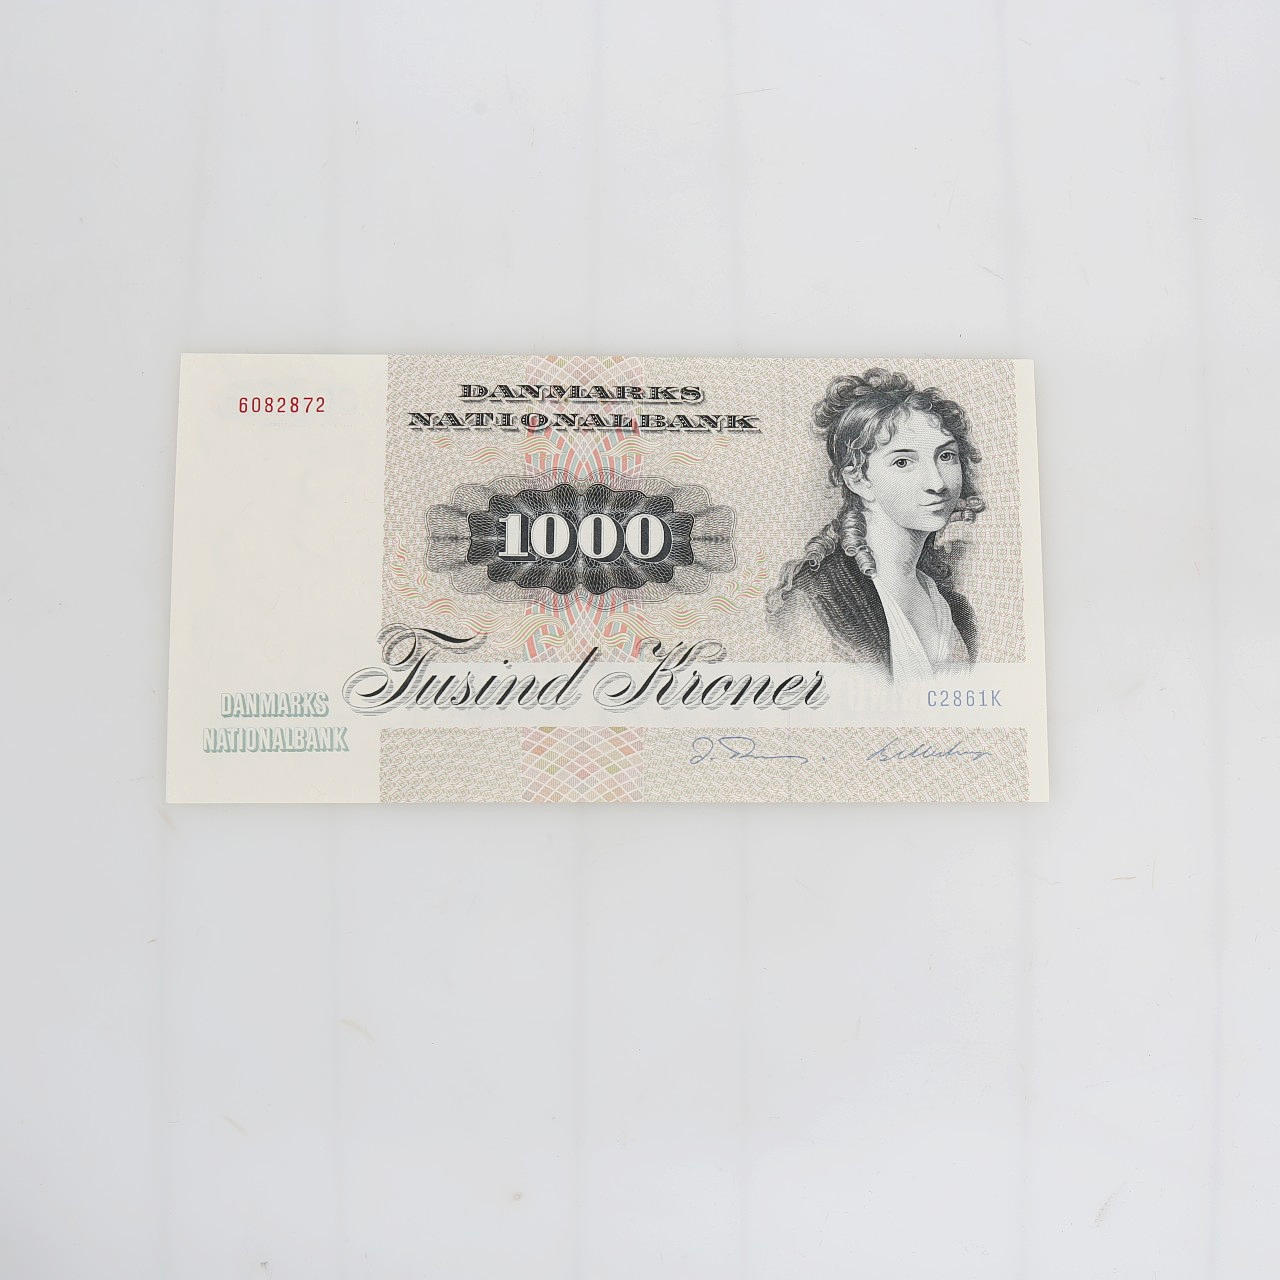 6082872
DANMARKS
NATIONALBANK
1000
Tusind Kroner
C2861K
DANMARKS
NATIONALBANK